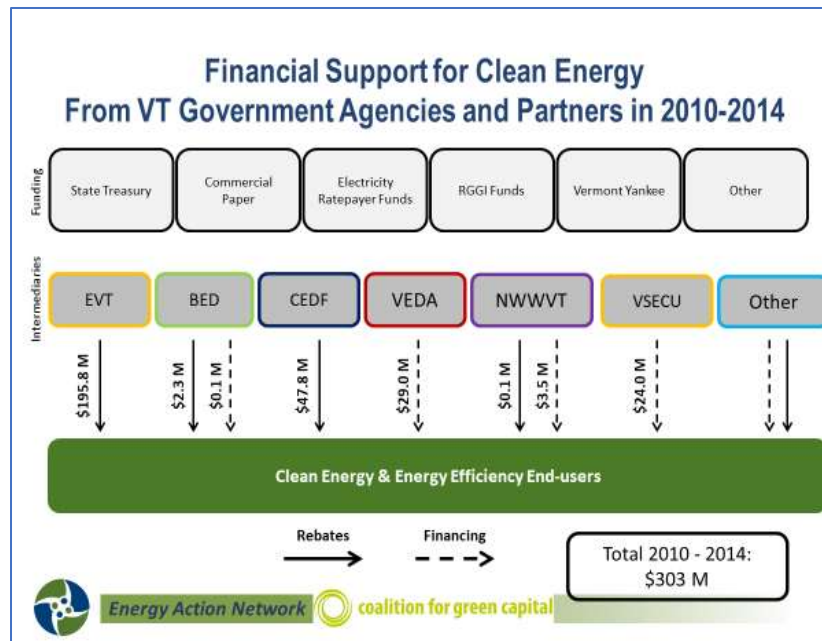 Financial Support for Clean Energy
From VT Government Agencies and Partners in 2010-2014
Funding
State Treasury
Commercial
Paper
Electricity
Ratepayer Funds
RGGI Funds
Vermont Yankee
Other
Intermediaries
EVT
BED
CEDF
VEDA
NWWVT
VSECU
Other
$195.8 M
$2.3 M
$0.1 M
$47.8 M
$29.0 M
$0.1 M
$3.5 M
$24.0 M
Clean Energy & Energy Efficiency End-users
Rebates
Financing
Total 2010 - 2014:
$303 M
Energy Action Network
coalition for green capital